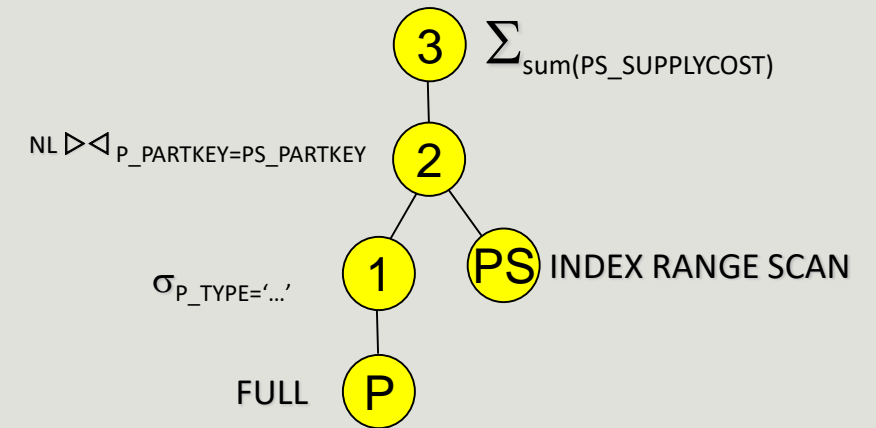 3 Σsum(PS_SUPPLYCOST)
NL ▷◁ P_PARTKEY=PS_PARTKEY 2
σP_TYPE=‘…’ 1 PS INDEX RANGE SCAN
FULL P